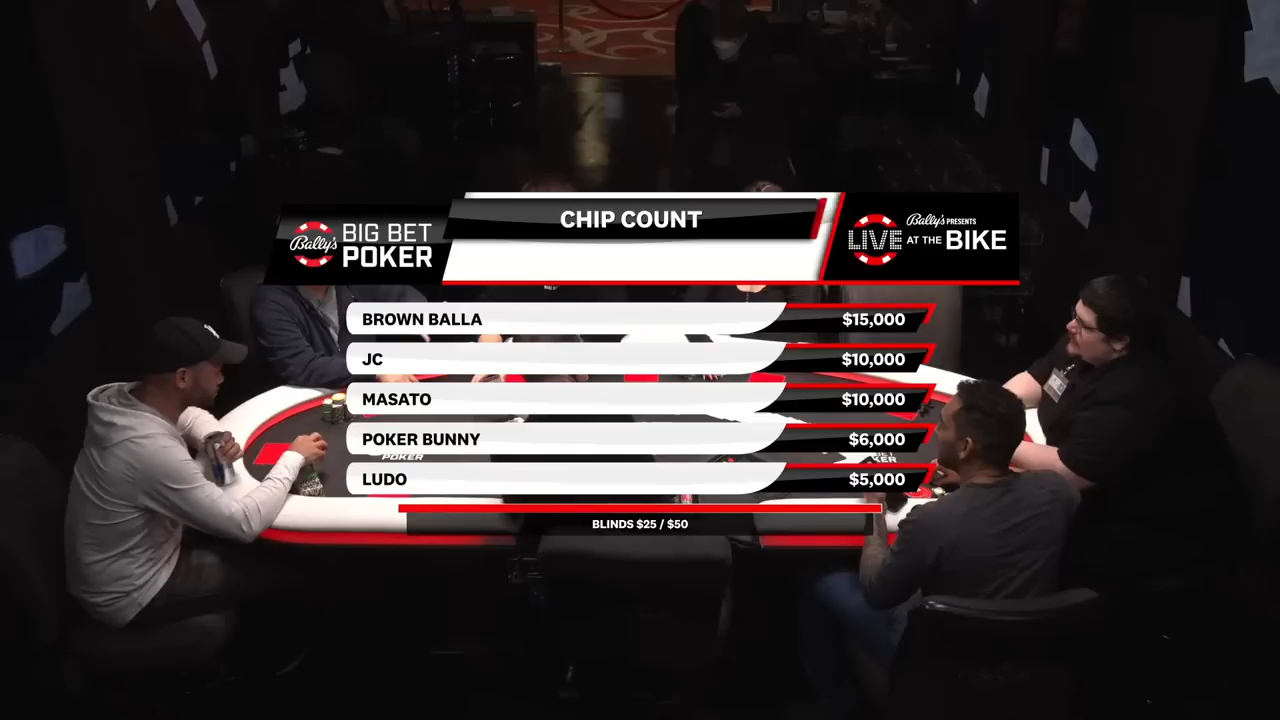 Bally's BIG BET POKER
CHIP COUNT
Bally's PRESENTS
LIVE AT THE BIKE
BROWN BALLA $15,000
JC $10,000
MASATO $10,000
POKER BUNNY $6,000
POKER
LUDO $5,000
BLINDS $25 / $50